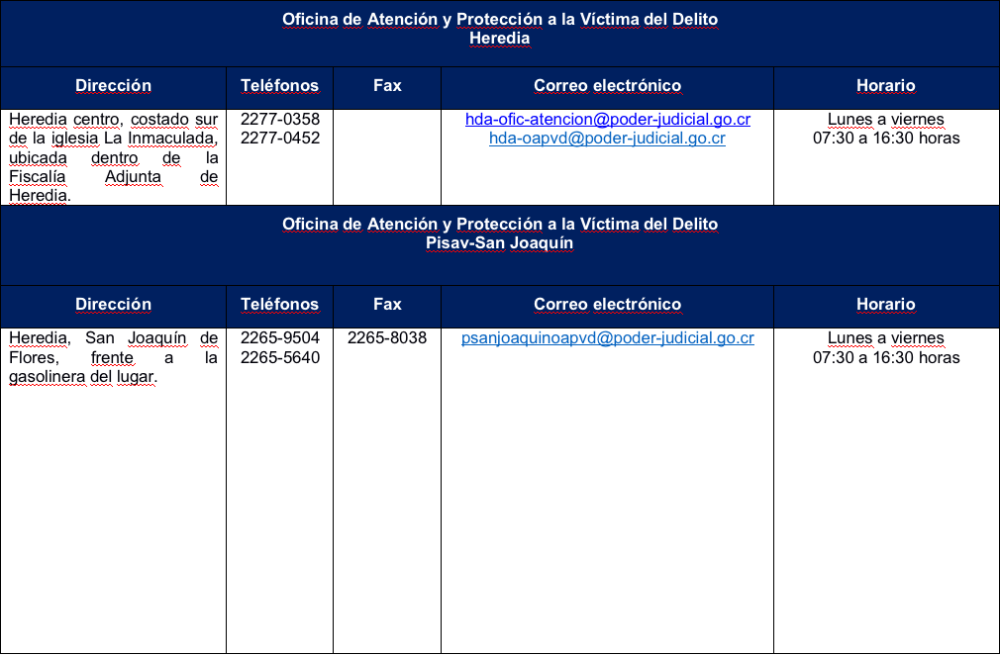 Oficina de Atención y Protección a la Víctima del Delito
Heredia
Dirección Teléfonos Fax Correo electrónico Horario
Heredia centro, costado sur
de la iglesia La Inmaculada,
ubicada dentro de la
Fiscalía Adjunta de
Heredia.
2277-0358
2277-0452
hda-ofic-atencion@poder-judicial.go.cr
hda-oapvd@poder-judicial.go.cr
Lunes a viernes
07:30 a 16:30 horas
Oficina de Atención y Protección a la Víctima del Delito
Pisav-San Joaquín
Dirección Teléfonos Fax Correo electrónico Horario
Heredia, San Joaquín de
Flores, frente a la
gasolinera del lugar.
2265-9504
2265-5640
2265-8038
psanjoaquinoapvd@poder-judicial.go.cr
Lunes a viernes
07:30 a 16:30 horas